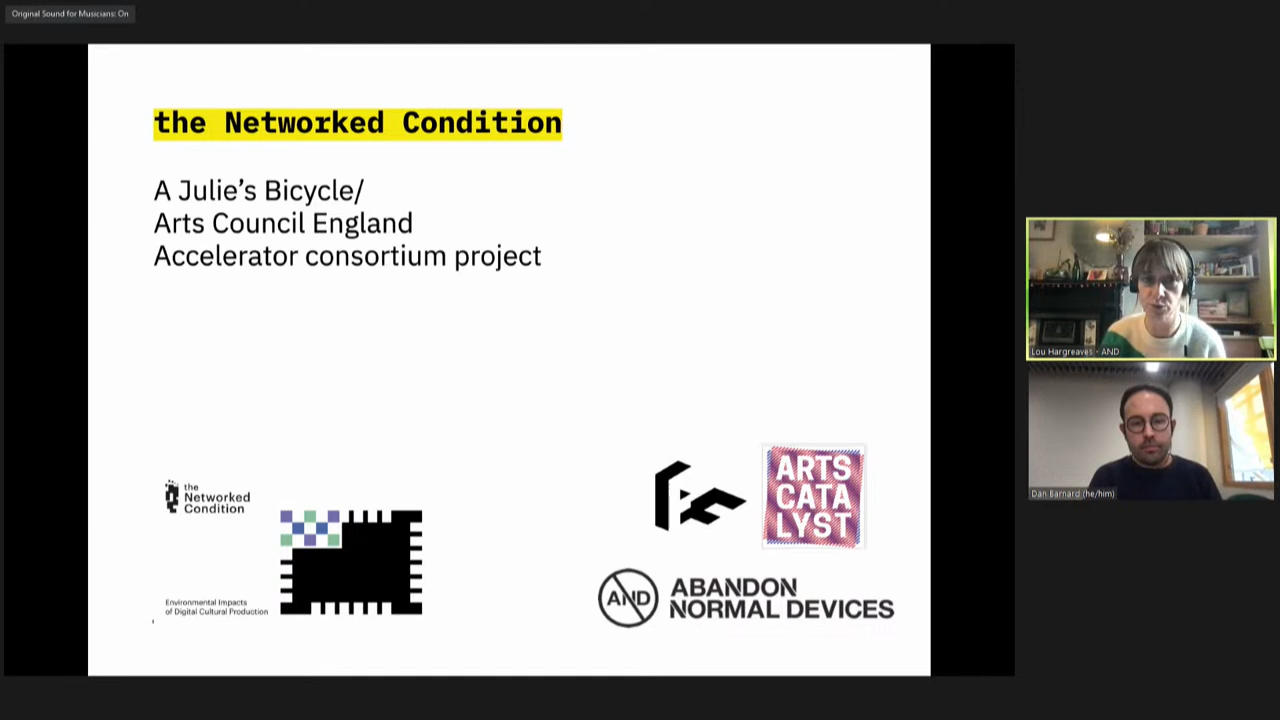 Original Sound for Musicians: On
the Networked Condition
A Julie’s Bicycle/
Arts Council England
Accelerator consortium project
the
Networked
Condition
Environmental Impacts
of Digital Cultural Production
ARTS
CATA
LYST
AND
ABANDON
NORMAL DEVICES
Lou Hargreaves - AND
Dan Barnard (he/him)